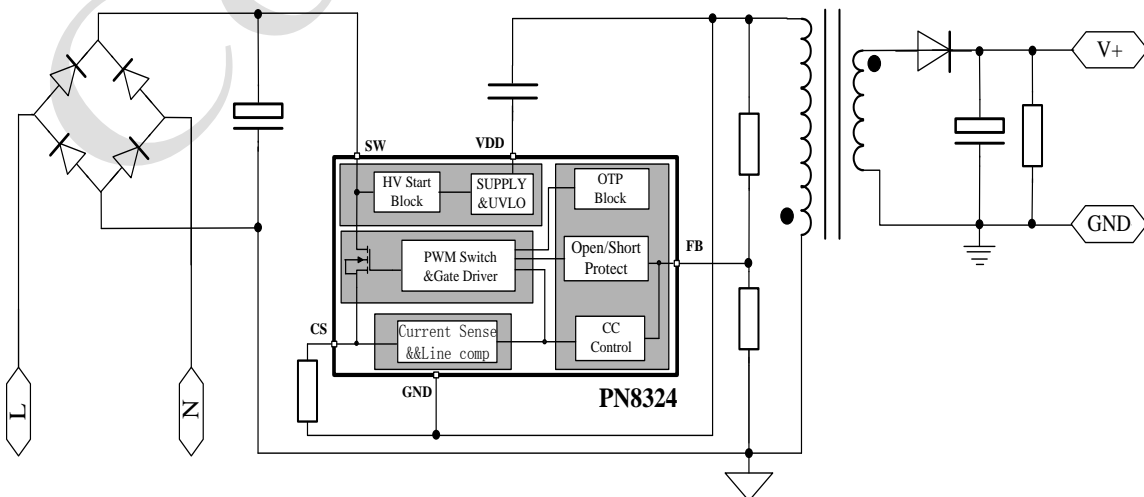 V+
SW
VDD
HV Start
Block
SUPPLY
&UVLO
OTP
Block
GND
PWM Switch
&Gate Driver
Open/Short
Protect
FB
CS
Current Sense
&&Line comp
CC
Control
GND
PN8324
L
N